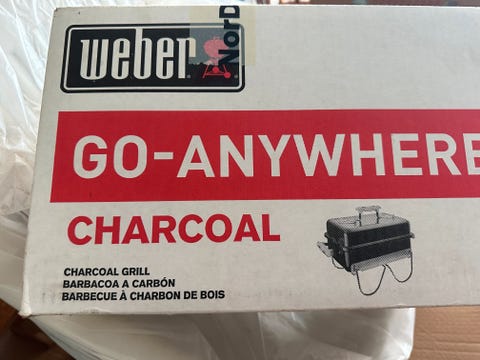 weber
NorD
GO-ANYWHERE
CHARCOAL
CHARCOAL GRILL
BARBACOA A CARBÓN
BARBECUE À CHARBON DE BOIS